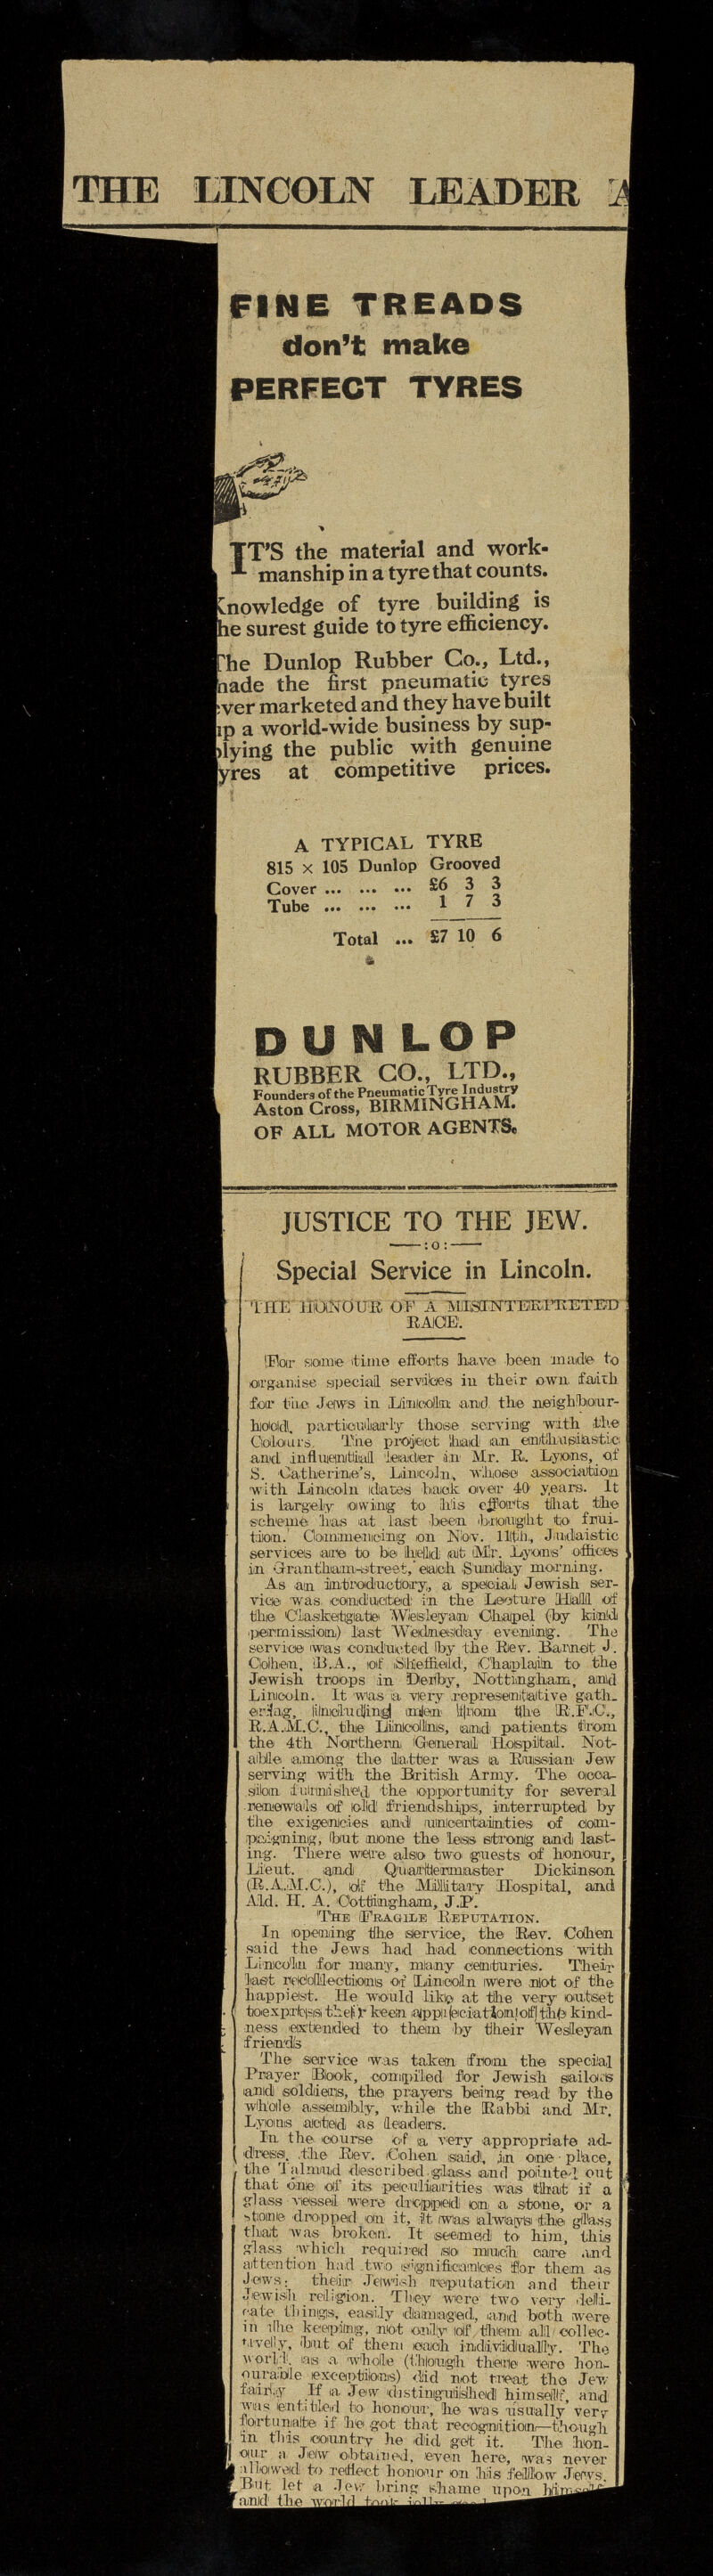 THE LINCOLN LEADER A
FINE TREADS
don't make
PERFECT TYRES
IT'S the material and work-
manship in a tyre that counts.
Knowledge of tyre building is
he surest guide to tyre efficiency.
The Dunlop Rubber Co., Ltd.,
made the first pneumatic tyres
ever marketed and they have built
up a world-wide business by sup-
plying the public with genuine
yres at competitive prices.
A TYPICAL TYRE
815 × 105 Dunlop Grooved
Cover ... ... ... £6 3 3
Tube ... ... ... 1 7 3
Total ... £7 10 6
DUNLOP
RUBBER CO., LTD.,
Founders of the Pneumatic Tyre Industry
Aston Cross, BIRMINGHAM.
OF ALL MOTOR AGENTS.
JUSTICE TO THE JEW.
—:o:—
Special Service in Lincoln.
THE HONOUR OF A MISINTERPRETED
RACE.
For some time efforts have been made to
organise special services in their own faith
for the Jews in Lincoln and the neighbour-
hood, particularly those serving with the
Colours. The project had an enthusiastic
and influential leader in Mr. R. Lyons, of
S. Catherine's, Lincoln, whose association
with Lincoln dates back over 40 years. It
is largely owing to his efforts that the
scheme has at last been brought to frui-
tion. Commencing on Nov. 11th, Judaistic
services are to be held at Mr. Lyons' offices
in Grantham-street, each Sunday morning.
As an introductory, a special Jewish ser-
vice was conducted in the Lecture Hall of
the Clasketgate Wesleyan Chapel (by kind
permission) last Wednesday evening. The
service was conducted by the Rev. Barnet J.
Cohen, B.A., of Sheffield, Chaplain to the
Jewish troops in Derby, Nottingham, and
Lincoln. It was a very representative gath-
ering, including men from the R.F.C.,
R.A.M.C., the Lincolns, and patients from
the 4th Northern General Hospital. Not-
able among the latter was a Russian Jew
serving with the British Army. The occa-
sion furnished the opportunity for several
renewals of old friendships, interrupted by
the exigencies and uncertainties of com-
paigning, but none the less strong and last-
ing. There were also two guests of honour,
Lieut. and Quartermaster Dickinson
(R.A.M.C.), of the Military Hospital, and
Ald. H. A. Cottingham, J.P.
THE FRAGILE REPUTATION.
In opening the service, the Rev. Cohen
said the Jews had had connections with
Lincoln for many, many centuries. Their
last recollections of Lincoln were not of the
happiest. He would like at the very outset
to express their keen appreciation of the kind-
ness extended to them by their Wesleyan
friends
The service was taken from the special
Prayer Book, compiled for Jewish sailors
and soldiers, the prayers being read by the
whole assembly, while the Rabbi and Mr.
Lyons acted as leaders.
In the course of a very appropriate ad-
dress, the Rev. Cohen said, in one place,
the Talmud described glass and pointed out
that one of its peculiarities was that if a
glass vessel were dropped on a stone, or a
stone dropped on it, it was always the glass
that was broken. It seemed to him, this
glass which required so much care and
attention had two significances for them as
Jews: their Jewish reputation and their
Jewish religion. They were two very deli-
cate things, easily damaged, and both were
in the keeping, not only of them all collec-
tively, but of them each individually. The
world as a whole (though there were hon-
ourable exceptions) did not treat the Jew
fairly If a Jew distinguished himself, and
was entitled to honour, he was usually very
fortunate if he got that recognition—though
in this country he did get it. The hon-
our a Jew obtained, even here, was never
allowed to reflect honour on his fellow Jews.
But let a Jew bring shame upon himself
and the world took jolly